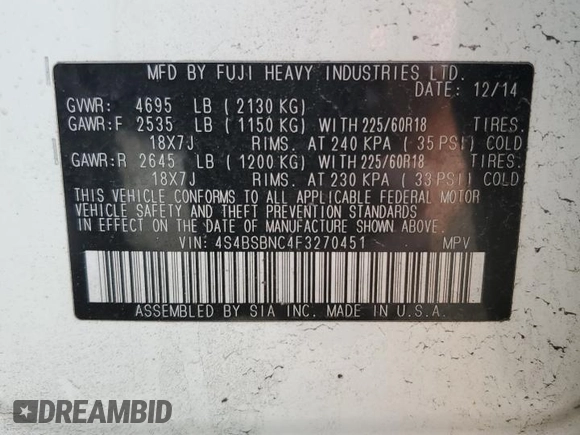 MFD BY FUJI HEAVY INDUSTRIES LTD.
DATE: 12/14
GVWR: 4695 LB ( 2130 KG)
GAWR:F 2535 LB ( 1150 KG) WITH 225/60R18 TIRES.
18X7J RIMS. AT 240 KPA ( 35 PSI) COLD
GAWR:R 2645 LB ( 1200 KG) WITH 225/60R18 TIRES.
18X7J RIMS. AT 230 KPA ( 33 PSI) COLD
THIS VEHICLE CONFORMS TO ALL APPLICABLE FEDERAL MOTOR
VEHICLE SAFETY AND THEFT PREVENTION STANDARDS
IN EFFECT ON THE DATE OF MANUFACTURE SHOWN ABOVE.
VIN: 4S4BSBNC4F3270451 MPV
ASSEMBLED BY SIA INC. MADE IN U.S.A.
DREAMBID